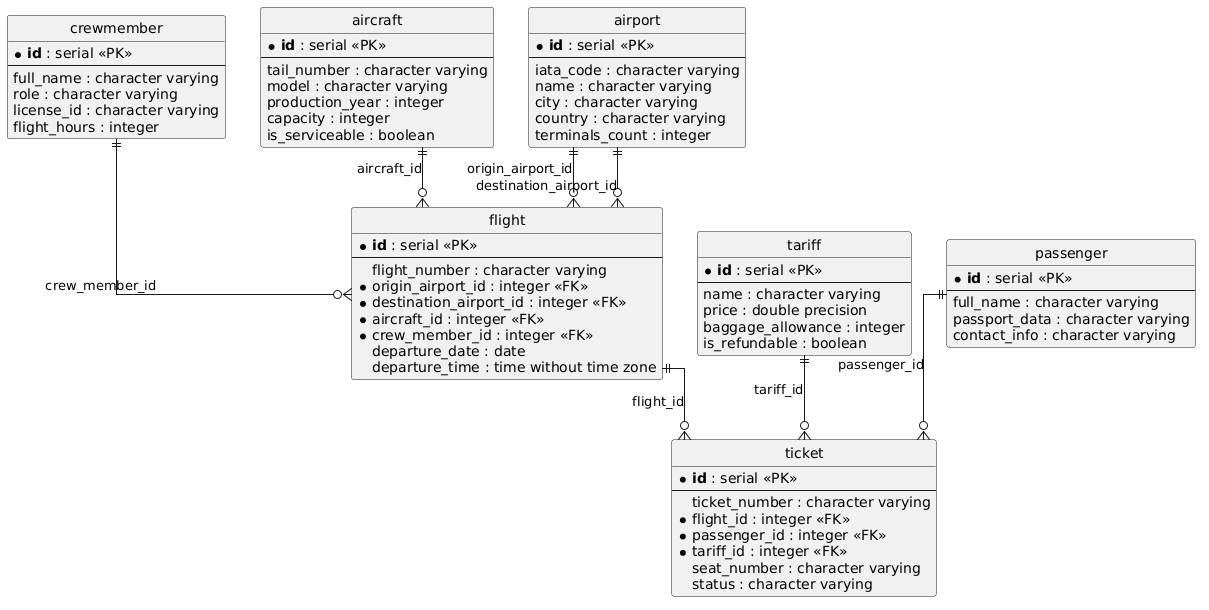 crewmember
id : serial «PK»
full_name : character varying
role : character varying
license_id : character varying
flight_hours : integer
aircraft
id : serial «PK»
tail_number : character varying
model : character varying
production_year : integer
capacity : integer
is_serviceable : boolean
airport
id : serial «PK»
iata_code : character varying
name : character varying
city : character varying
country : character varying
terminals_count : integer
aircraft_id
origin_airport_id
destination_airport_id
crew_member_id
flight
id : serial «PK»
flight_number : character varying
origin_airport_id : integer «FK»
destination_airport_id : integer «FK»
aircraft_id : integer «FK»
crew_member_id : integer «FK»
departure_date : date
departure_time : time without time zone
tariff
id : serial «PK»
name : character varying
price : double precision
baggage_allowance : integer
is_refundable : boolean
passenger
id : serial «PK»
full_name : character varying
passport_data : character varying
contact_info : character varying
flight_id
tariff_id
passenger_id
ticket
id : serial «PK»
ticket_number : character varying
flight_id : integer «FK»
passenger_id : integer «FK»
tariff_id : integer «FK»
seat_number : character varying
status : character varying